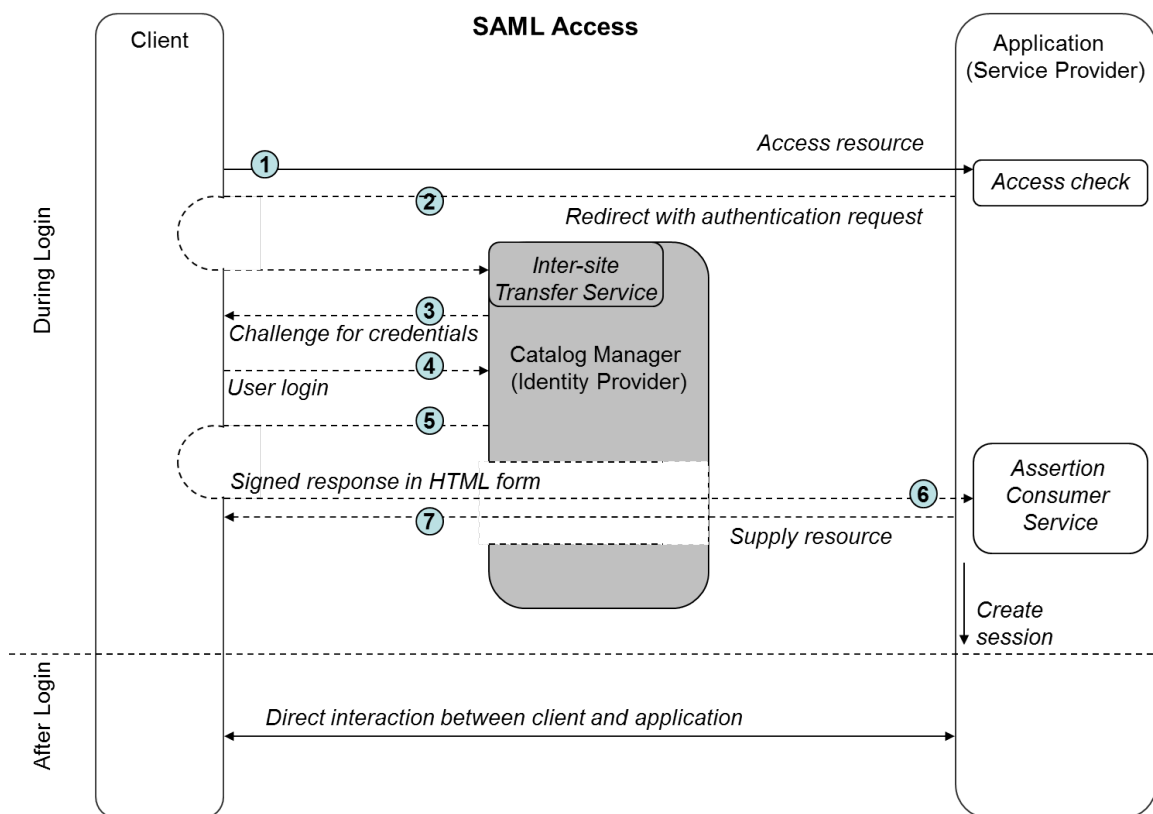 SAML Access
Client
Application
(Service Provider)
1
Access resource
Access check
2
Redirect with authentication request
During Login
Inter-site
Transfer Service
3
Challenge for credentials
Catalog Manager
(Identity Provider)
4
User login
5
Signed response in HTML form
6
Assertion
Consumer
Service
7
Supply resource
Create
session
After Login
Direct interaction between client and application